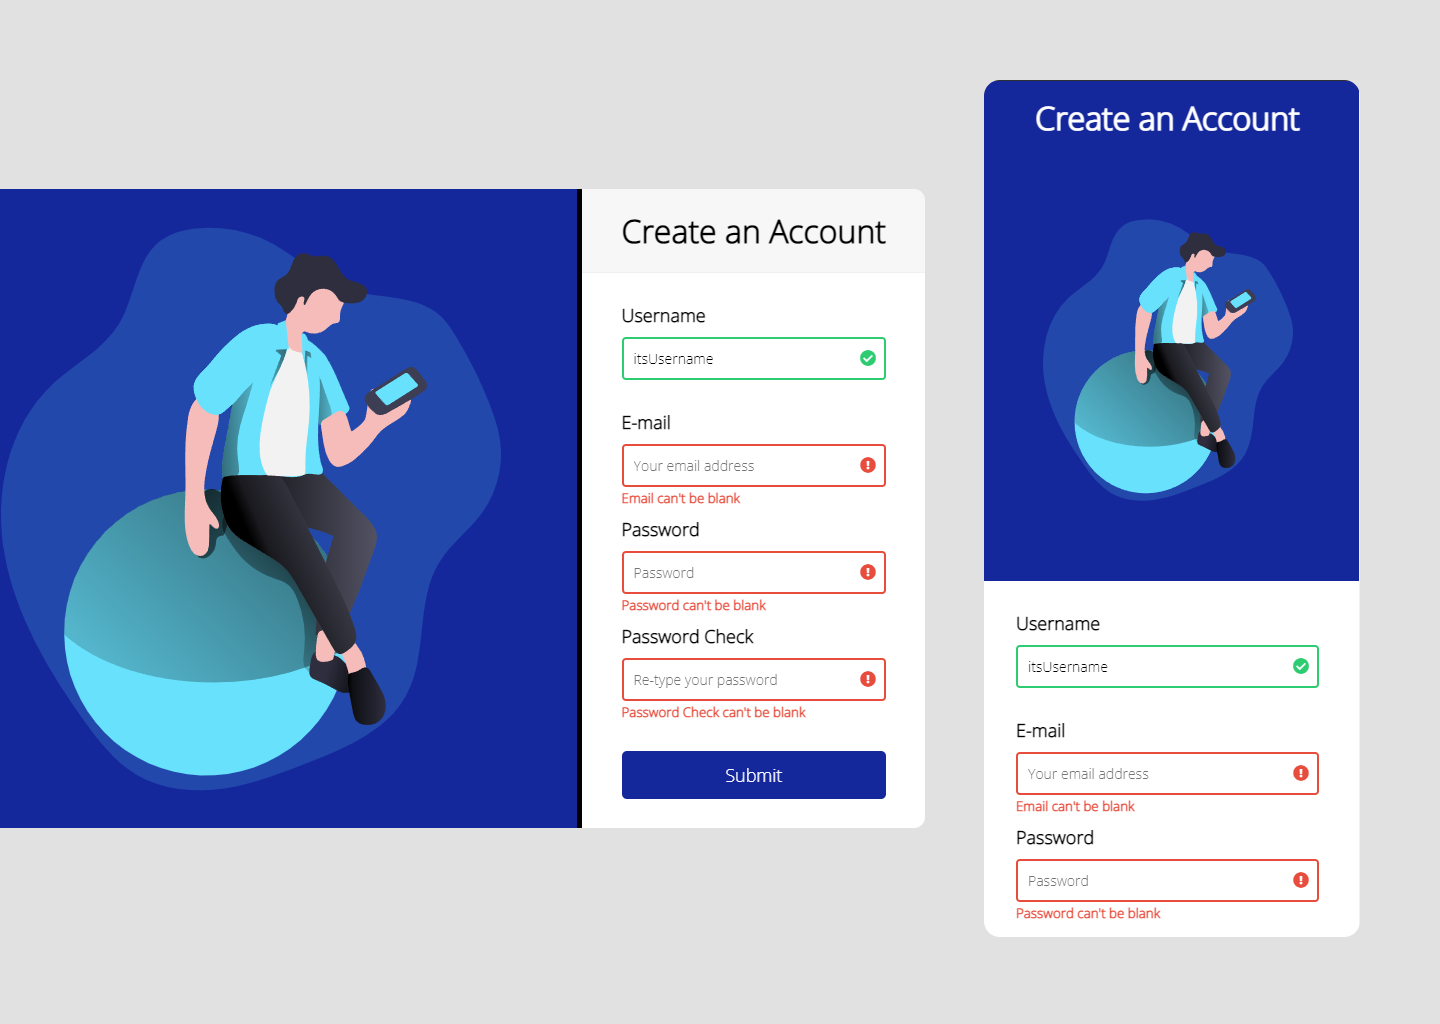 Create an Account
Username
itsUsername
E-mail
Your email address
Email can't be blank
Password
Password
Password can't be blank
Password Check
Re-type your password
Password Check can't be blank
Submit
Create an Account
Username
itsUsername
E-mail
Your email address
Email can't be blank
Password
Password
Password can't be blank